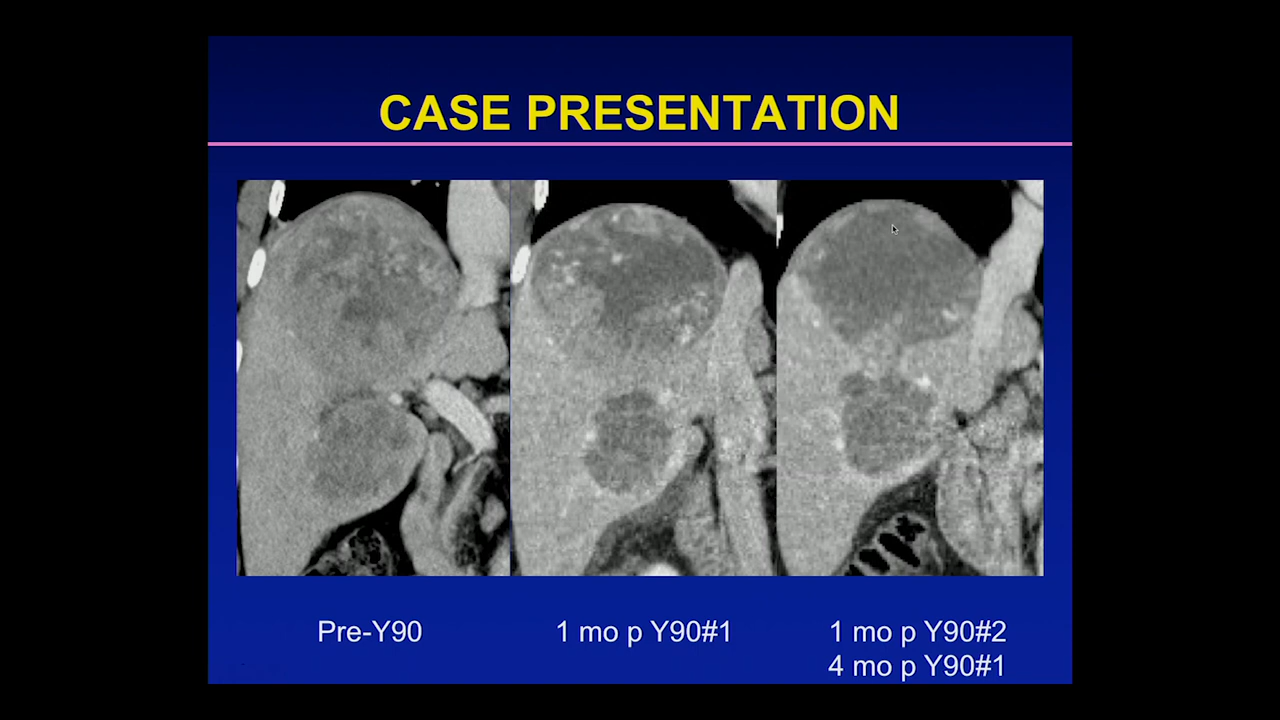 CASE PRESENTATION
Pre-Y90
1 mo p Y90#1
1 mo p Y90#2
4 mo p Y90#1